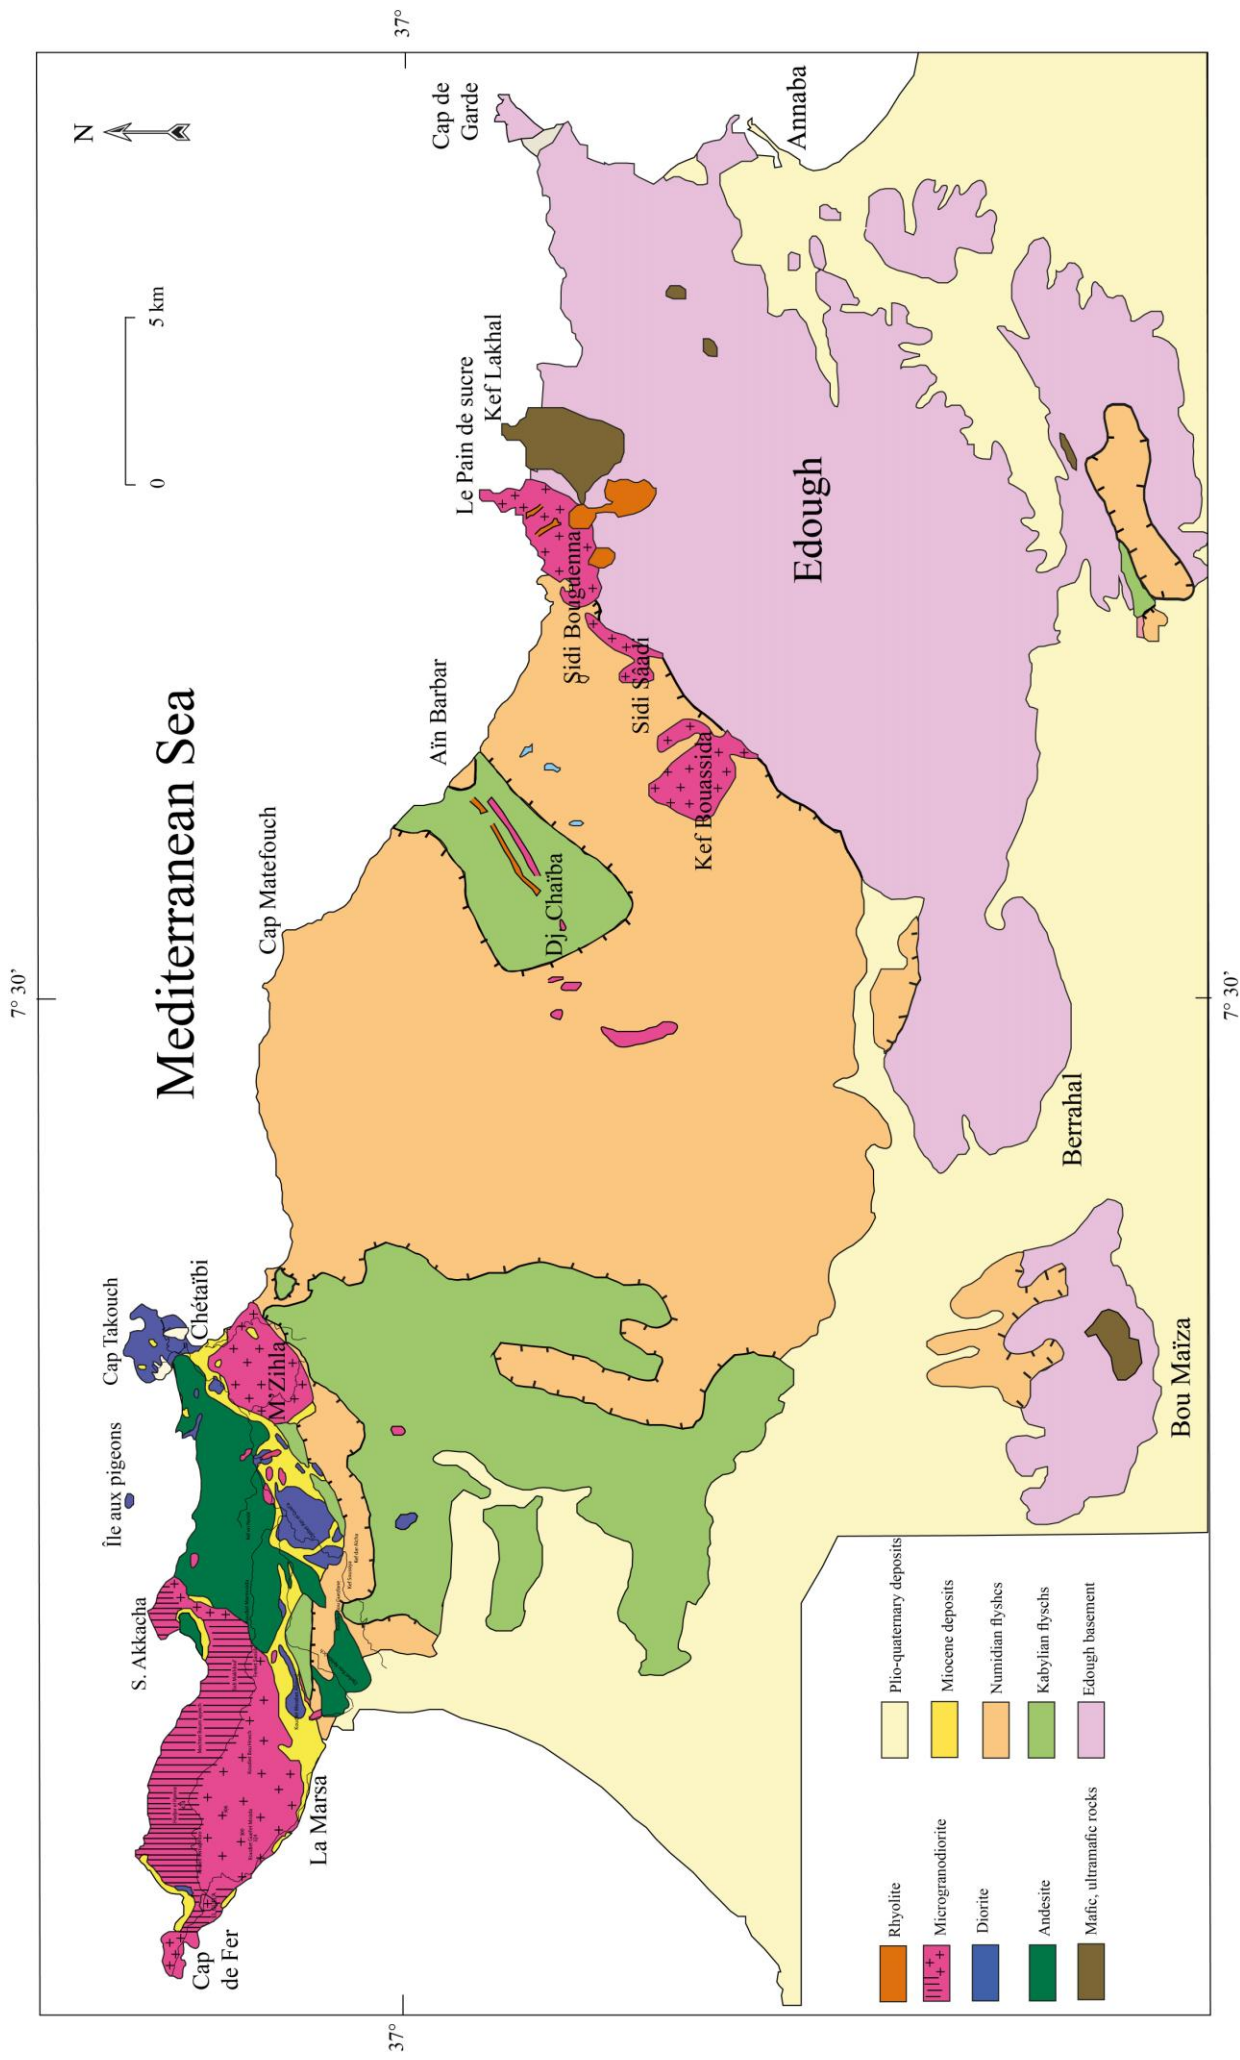 7° 30’
Mediterranean Sea
N
0
5 km
37°
37°
7° 30’
Cap
de Fer
S. Akkacha
Île aux pigeons
Cap Takouch
Chétaïbi
M'Zihla
La Marsa
Cap Matefouch
Aïn Barbar
Dj. Chaïba
Le Pain de sucre
Kef Lakhal
Sidi Bouguenna
Sidi Sâadi
Kef Bouassida
Cap de
Garde
Annaba
Edough
Berrahal
Bou Maïza
Rhyolite
Microgranodiorite
Diorite
Andesite
Mafic, ultramafic rocks
Plio-quaternary deposits
Miocene deposits
Numidian flyshcs
Kabylian flyschs
Edough basement